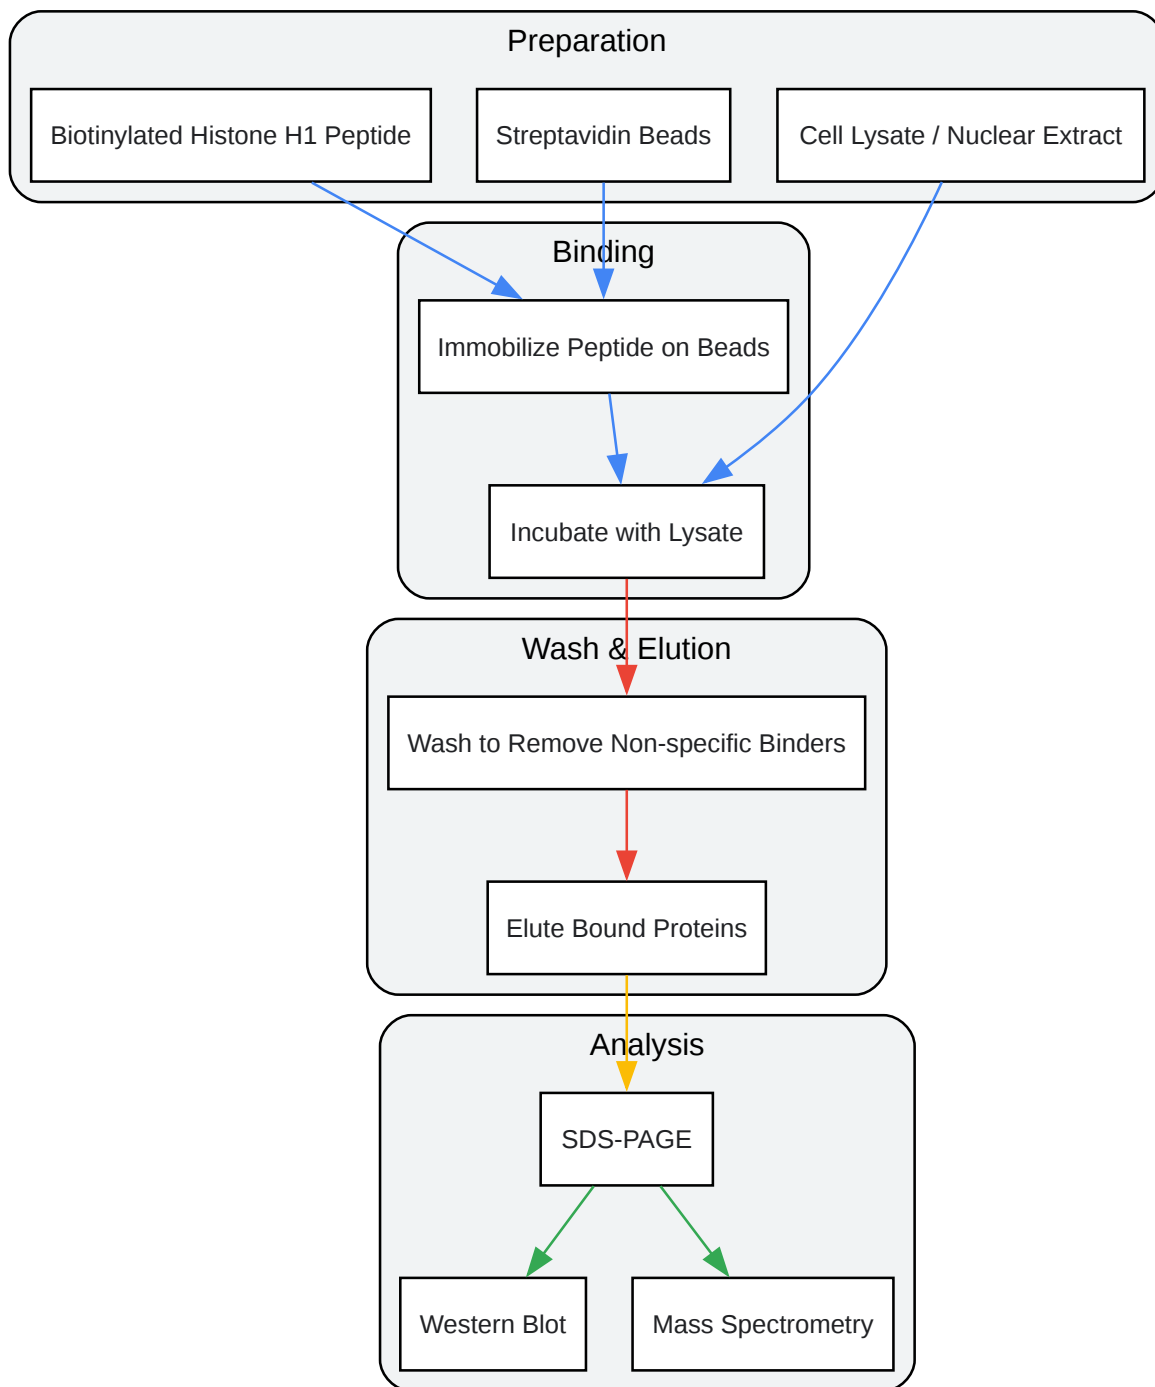 Preparation
Biotinylated Histone H1 Peptide
Streptavidin Beads
Cell Lysate / Nuclear Extract
Binding
Immobilize Peptide on Beads
Incubate with Lysate
Wash & Elution
Wash to Remove Non-specific Binders
Elute Bound Proteins
Analysis
SDS-PAGE
Western Blot
Mass Spectrometry